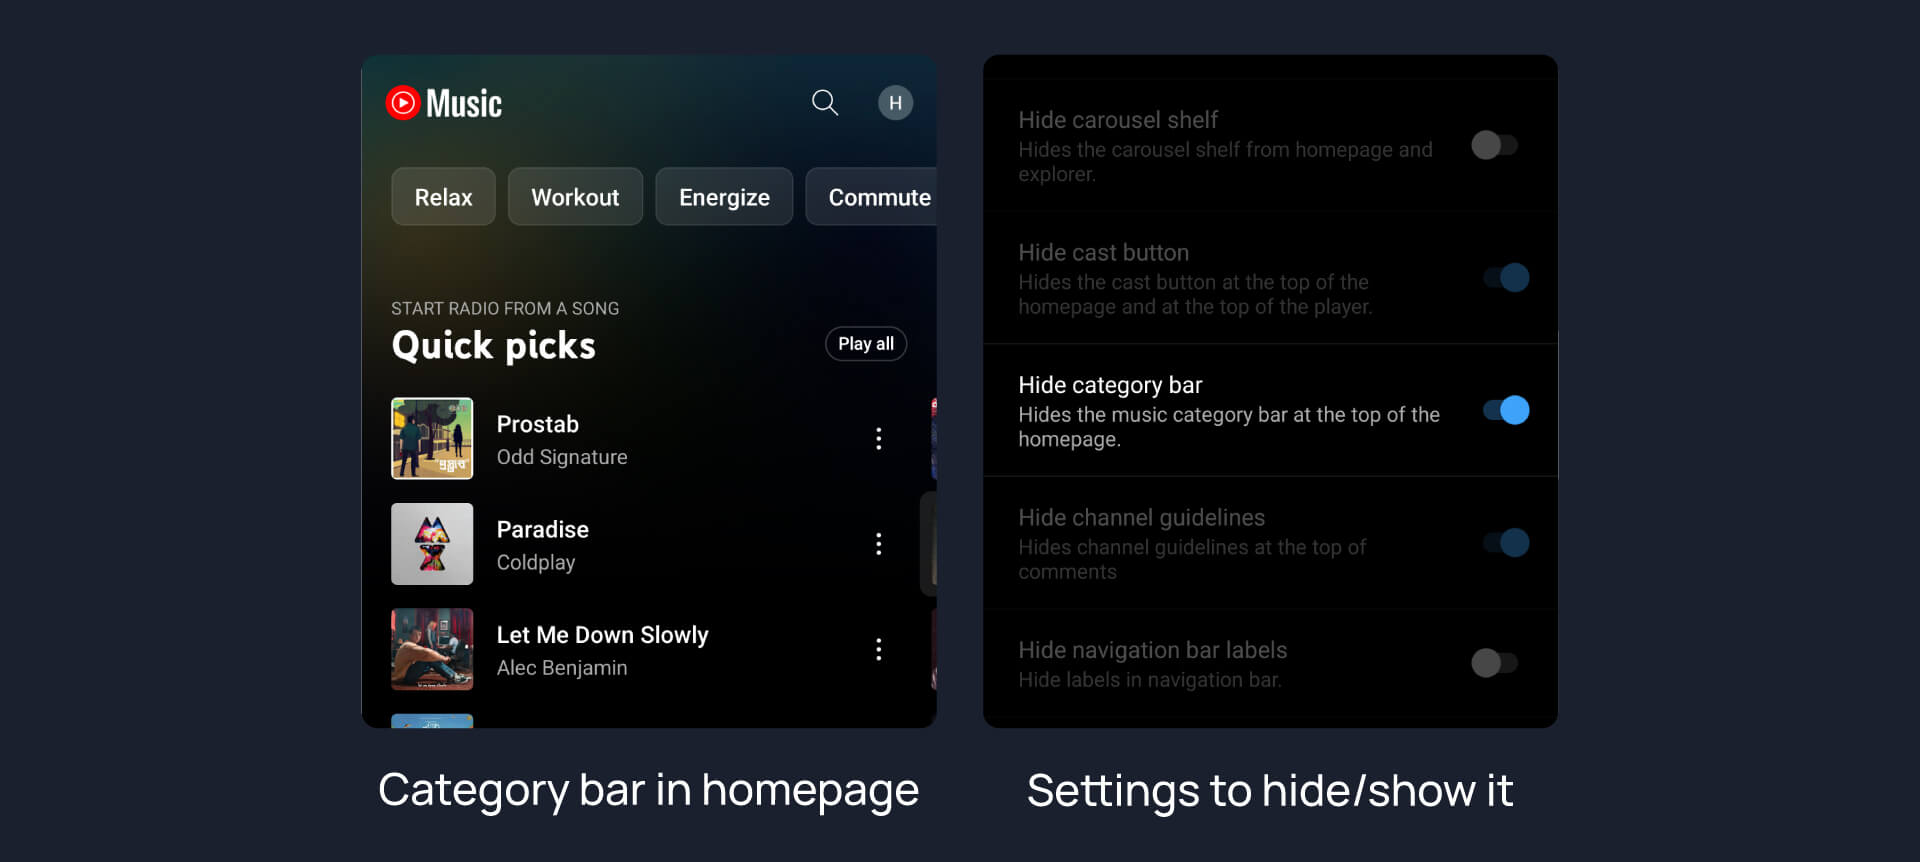 Music
H
Relax
Workout
Energize
Commute
START RADIO FROM A SONG
Quick picks
Play all
Prostab
Odd Signature
Paradise
Coldplay
Let Me Down Slowly
Alec Benjamin
Category bar in homepage
Hide carousel shelf
Hides the carousel shelf from homepage and
explorer.
Hide cast button
Hides the cast button at the top of the
homepage and at the top of the player.
Hide category bar
Hides the music category bar at the top of the
homepage.
Hide channel guidelines
Hides channel guidelines at the top of
comments
Hide navigation bar labels
Hide labels in navigation bar.
Settings to hide/show it